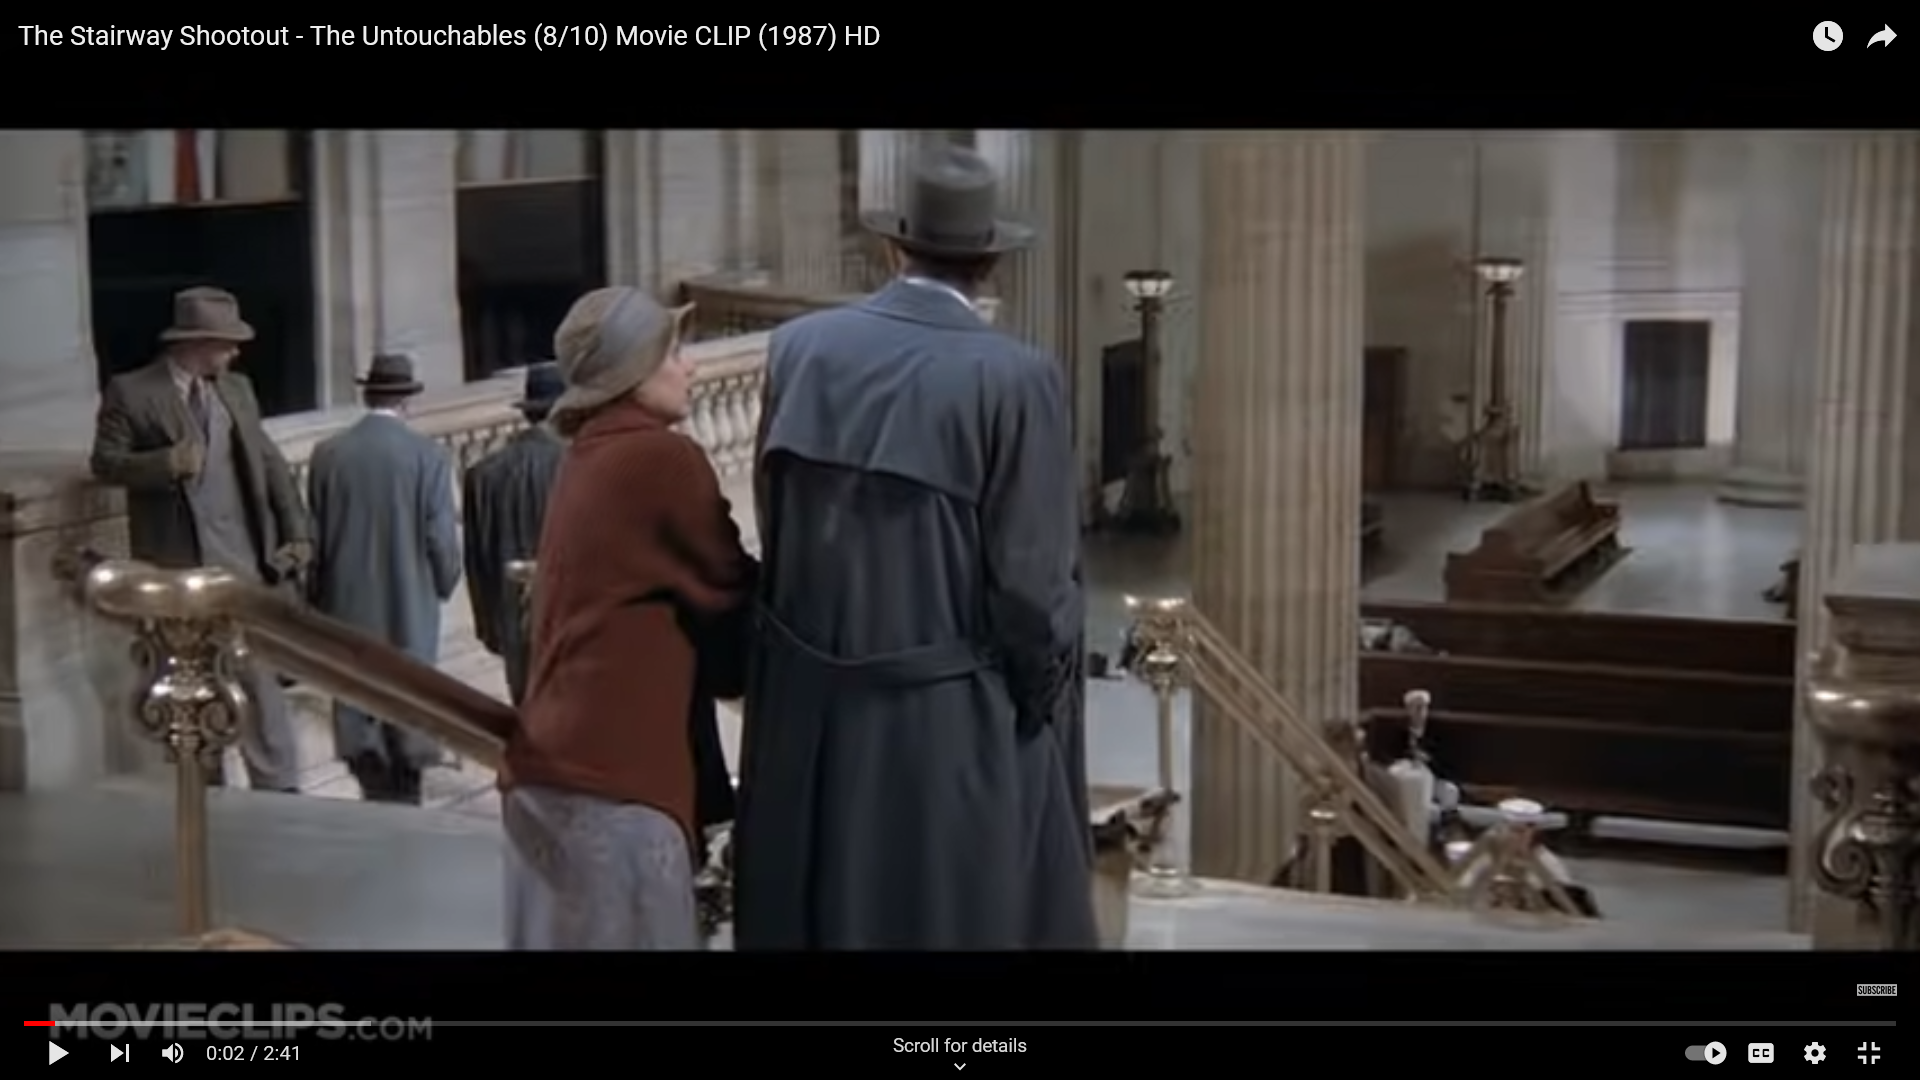 The Stairway Shootout - The Untouchables (8/10) Movie CLIP (1987) HD
SUBSCRIBE
MOVIECLIPS.COM
0:02 / 2:41
Scroll for details
CC